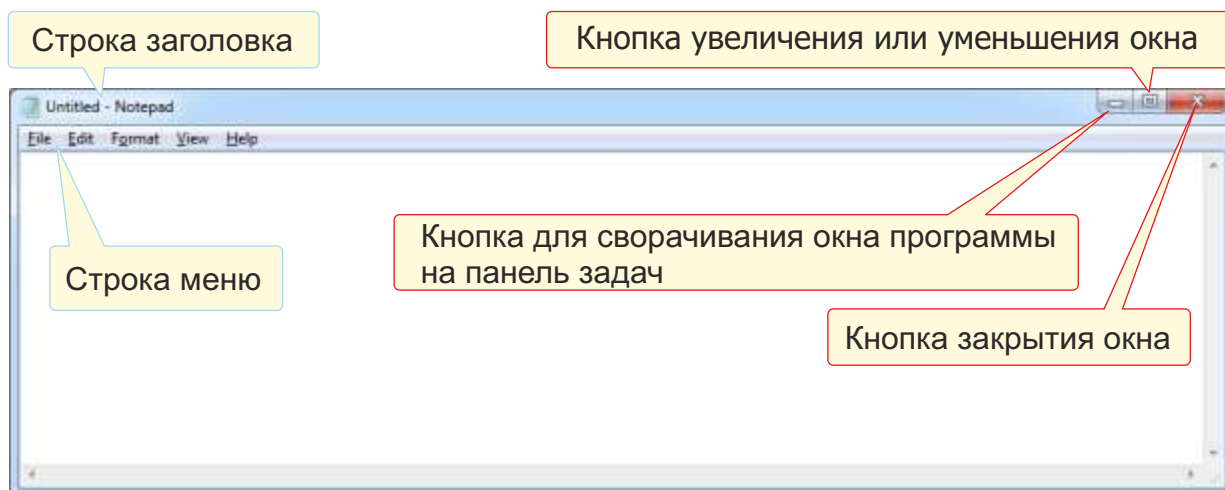 Строка заголовка
Кнопка увеличения или уменьшения окна
Untitled - Notepad
File Edit Format View Help
Кнопка для сворачивания окна программы
на панель задач
Строка меню
Кнопка закрытия окна